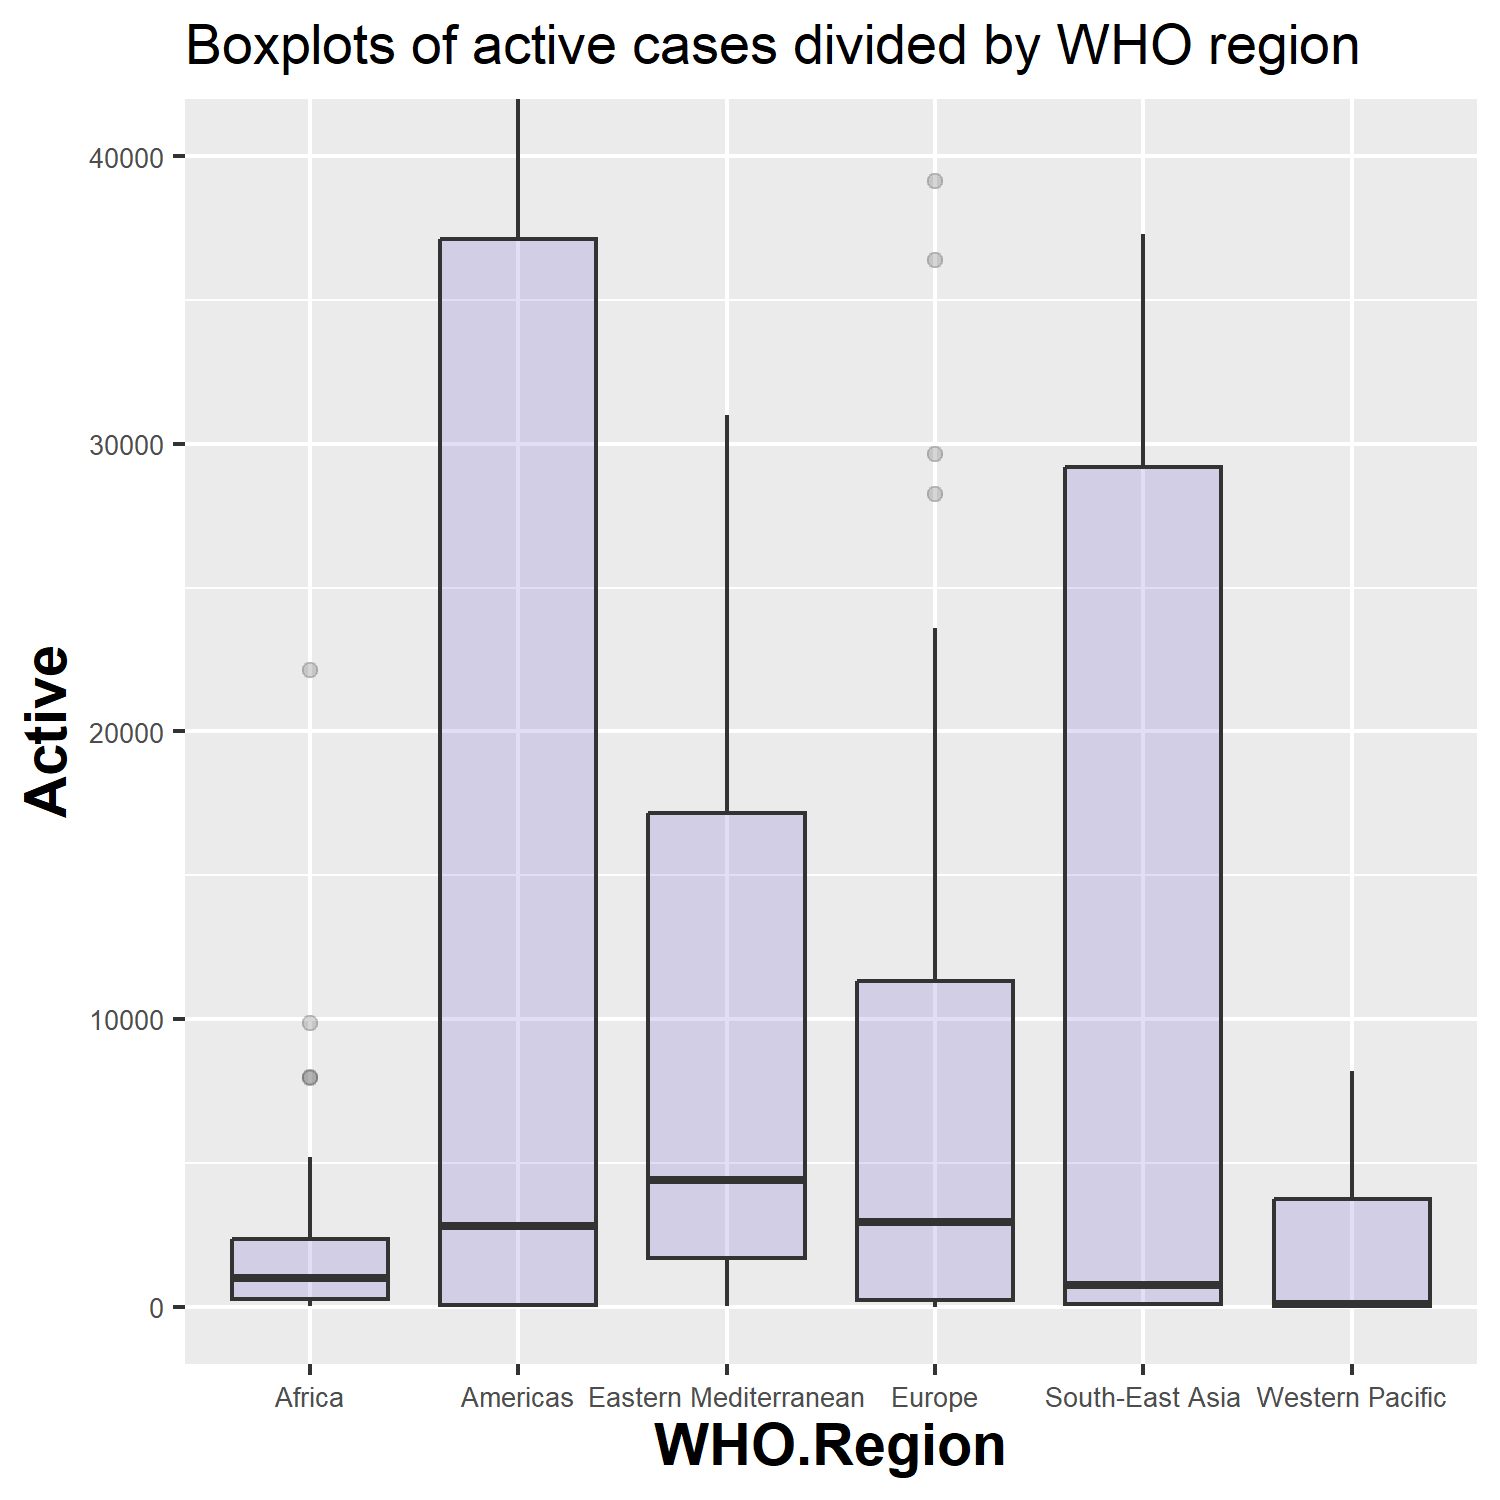 Boxplots of active cases divided by WHO region
40000
30000
20000
10000
0
Active
Africa
Americas
Eastern Mediterranean
Europe
South-East Asia
Western Pacific
WHO.Region